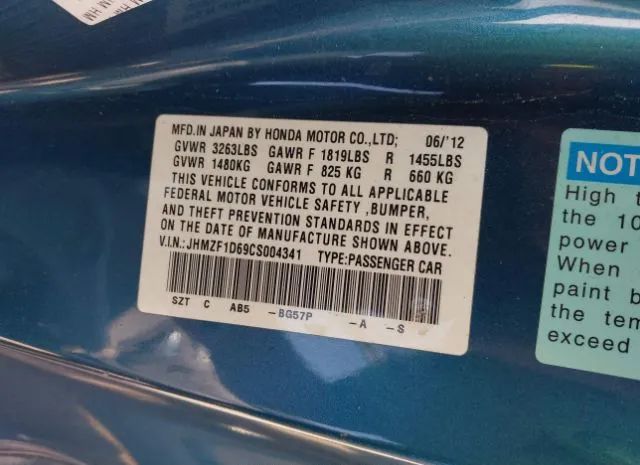 MFD.IN JAPAN BY HONDA MOTOR CO.,LTD; 06/'12
GVWR 3263LBS GAWR F 1819LBS R 1455LBS
GVWR 1480KG GAWR F 825 KG R 660 KG
THIS VEHICLE CONFORMS TO ALL APPLICABLE
FEDERAL MOTOR VEHICLE SAFETY ,BUMPER,
AND THEFT PREVENTION STANDARDS IN EFFECT
ON THE DATE OF MANUFACTURE SHOWN ABOVE.
V.I.N.: JHMZF1D69CS004341 TYPE:PASSENGER CAR
SZT C AB5 -BG57P -A -S
NOT
High t
the 10
power
When
paint b
the tem
exceed